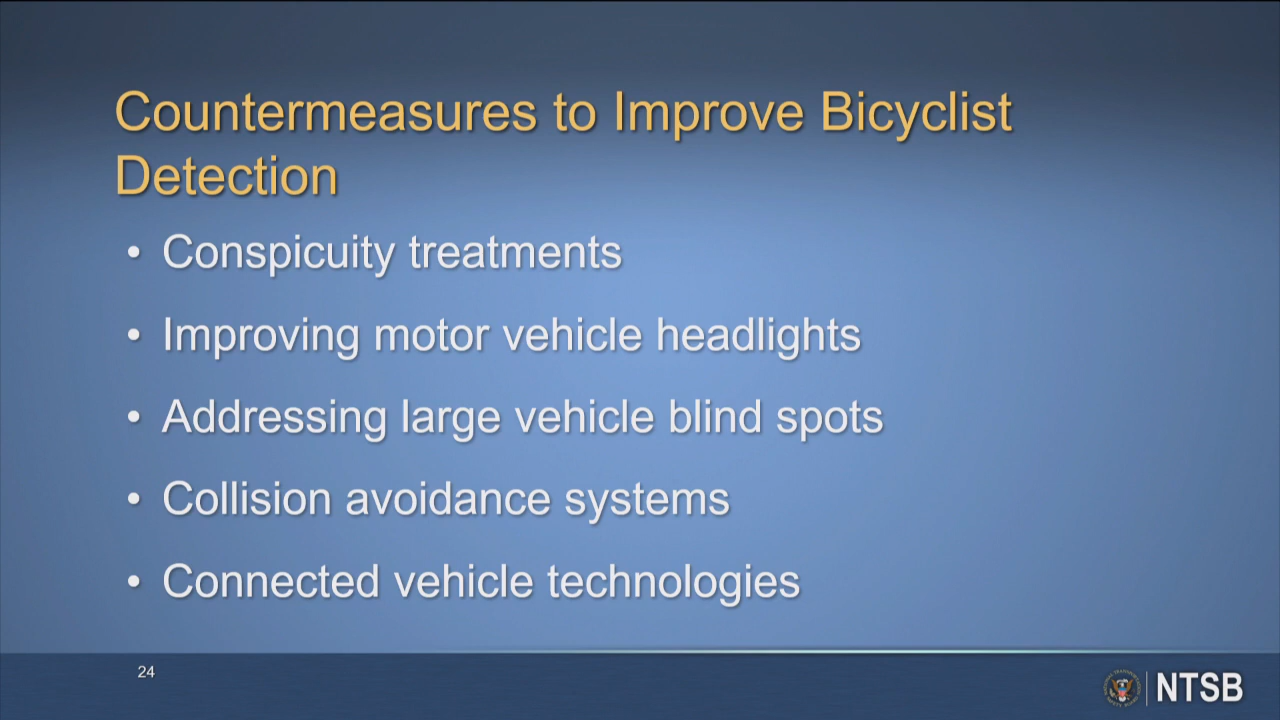 Countermeasures to Improve Bicyclist
Detection
• Conspicuity treatments
• Improving motor vehicle headlights
• Addressing large vehicle blind spots
• Collision avoidance systems
• Connected vehicle technologies
24
NTSB